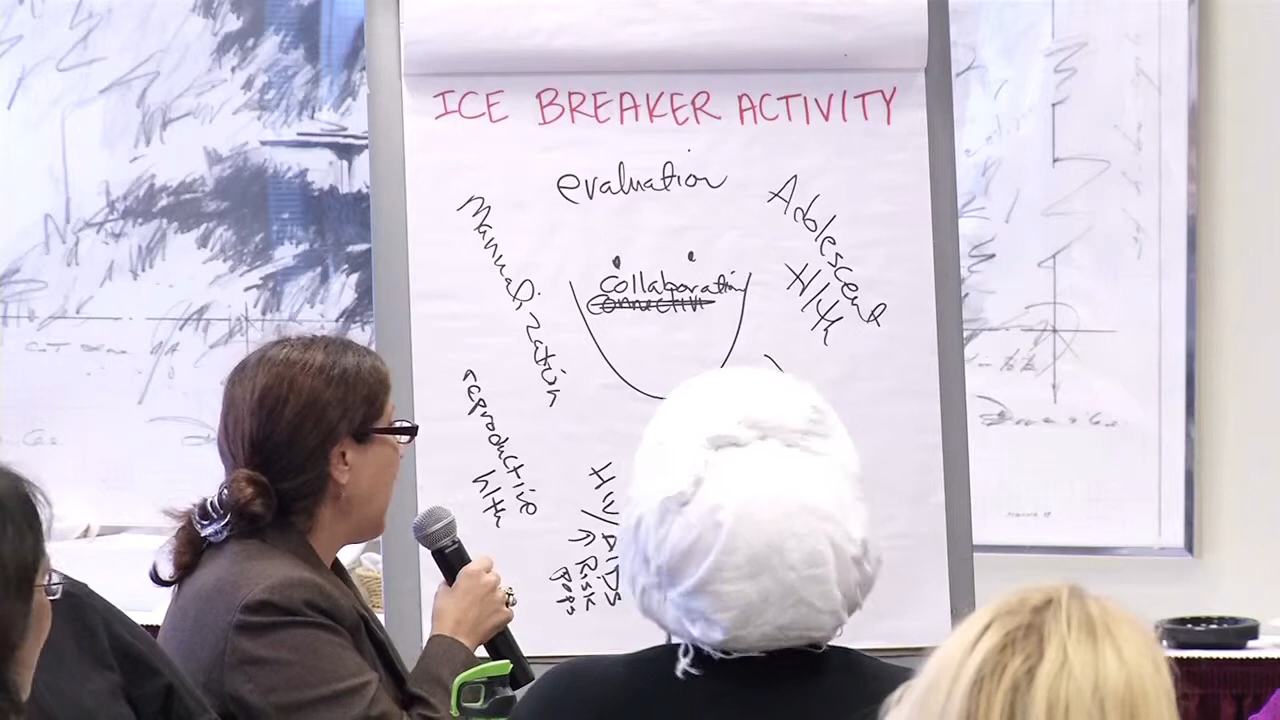 ICE BREAKER ACTIVITY
evaluation
Manualization
Adolescent
Hlth
collaboration
connection
reproductive
hlth
HIV/AIDS
↑ Risk
pops